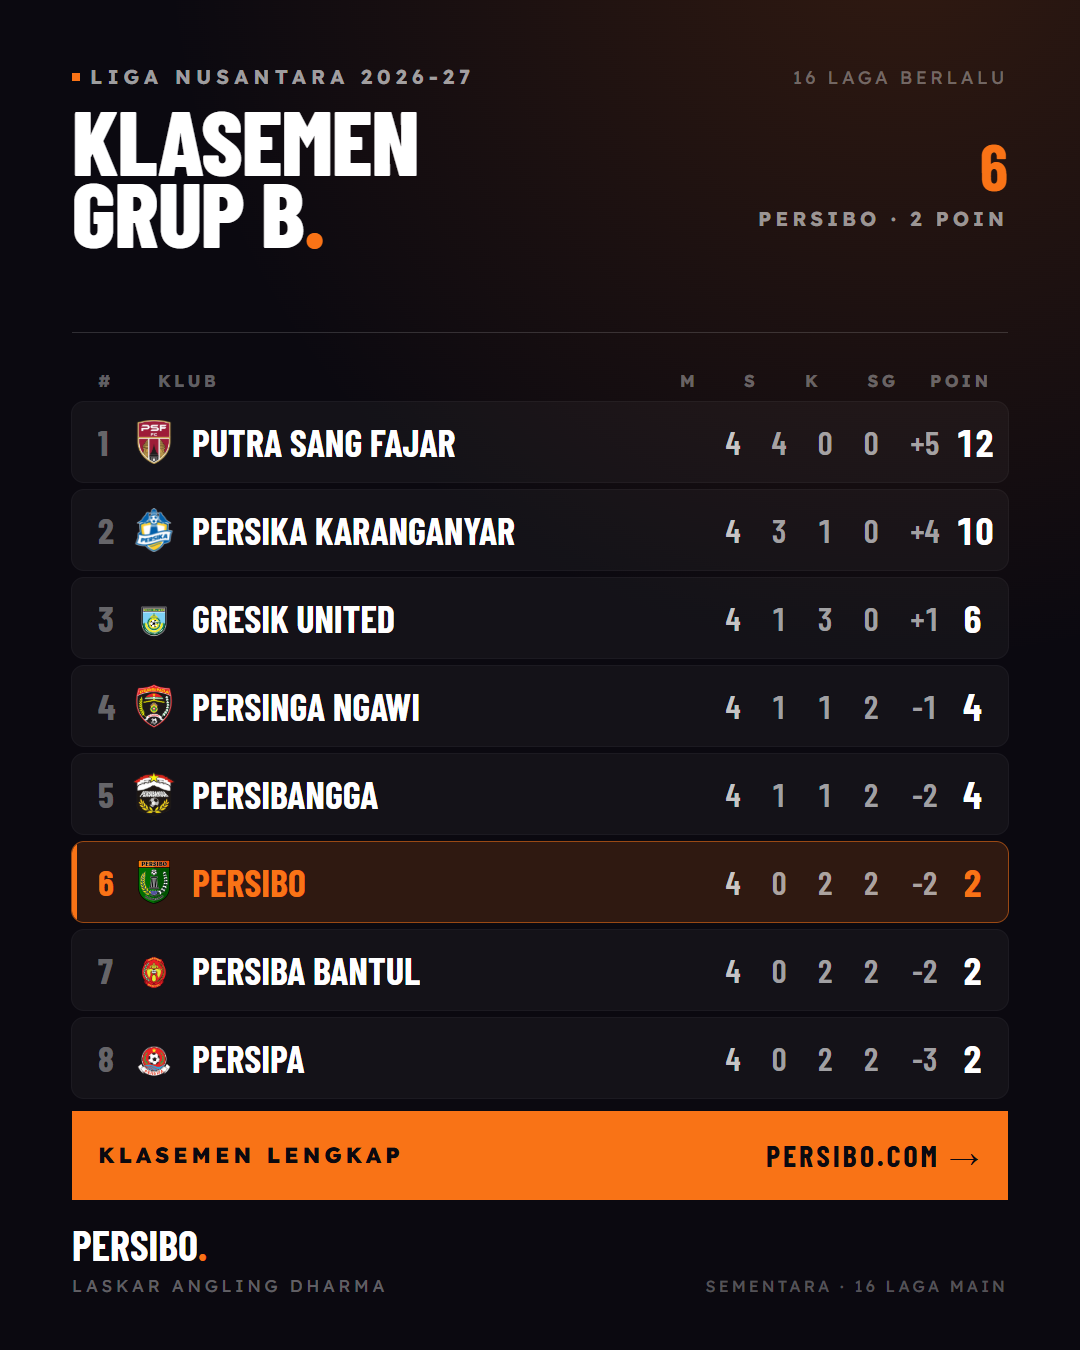 LIGA NUSANTARA 2026-27
16 LAGA BERLALU
KLASEMEN
GRUP B.
6
PERSIBO · 2 POIN
# KLUB M S K SG POIN
1 PSF FC PUTRA SANG FAJAR 4 4 0 0 +5 12
2 PERSIKA PERSIKA KARANGANYAR 4 3 1 0 +4 10
3 GRESIK UNITED 4 1 3 0 +1 6
4 PERSINGA NGAWI 4 1 1 2 -1 4
5 PERSIBANGGA 4 1 1 2 -2 4
6 PERSIBO PERSIBO 4 0 2 2 -2 2
7 PERSIBA BANTUL 4 0 2 2 -2 2
8 PERSIPA 4 0 2 2 -3 2
KLASEMEN LENGKAP PERSIBO.COM →
PERSIBO.
LASKAR ANGLING DHARMA
SEMENTARA · 16 LAGA MAIN